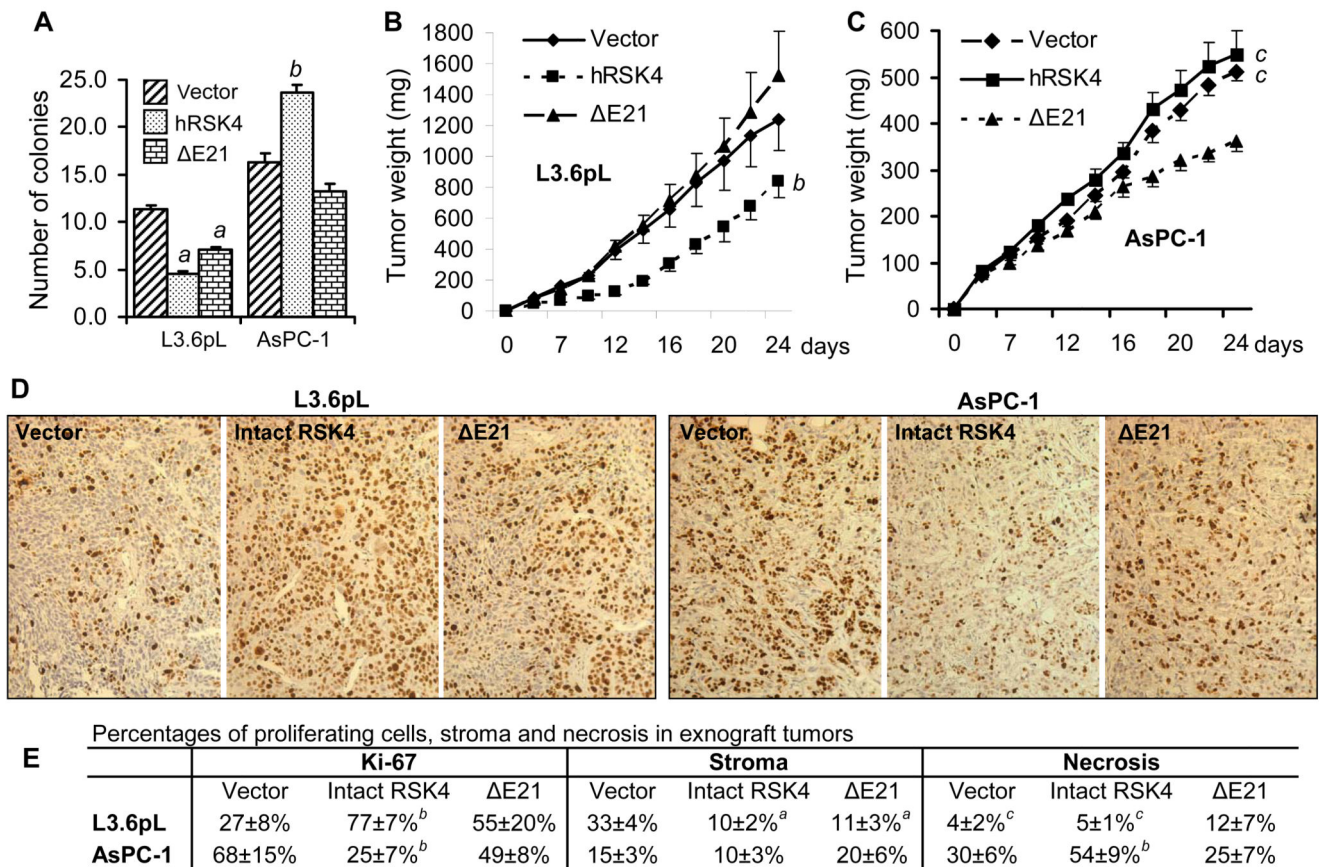 A
Number of colonies
25.0
20.0
15.0
10.0
5.0
0.0
Vector
hRSK4
ΔE21
a
a
b
L3.6pL AsPC-1
B
Tumor weight (mg)
1800
1600
1400
1200
1000
800
600
400
200
0
Vector
hRSK4
ΔE21
L3.6pL
b
0 7 12 16 20 24 days
C
Tumor weight (mg)
600
500
400
300
200
100
0
Vector
hRSK4
ΔE21
c
c
AsPC-1
0 7 12 16 20 24 days
D
L3.6pL
Vector Intact RSK4 ΔE21
AsPC-1
Vector Intact RSK4 ΔE21
E
Percentages of proliferating cells, stroma and necrosis in exnograft tumors
Ki-67 Stroma Necrosis
Vector Intact RSK4 ΔE21 Vector Intact RSK4 ΔE21 Vector Intact RSK4 ΔE21
L3.6pL 27±8% 77±7%b 55±20% 33±4% 10±2%a 11±3%a 4±2%c 5±1%c 12±7%
AsPC-1 68±15% 25±7%b 49±8% 15±3% 10±3% 20±6% 30±6% 54±9%b 25±7%